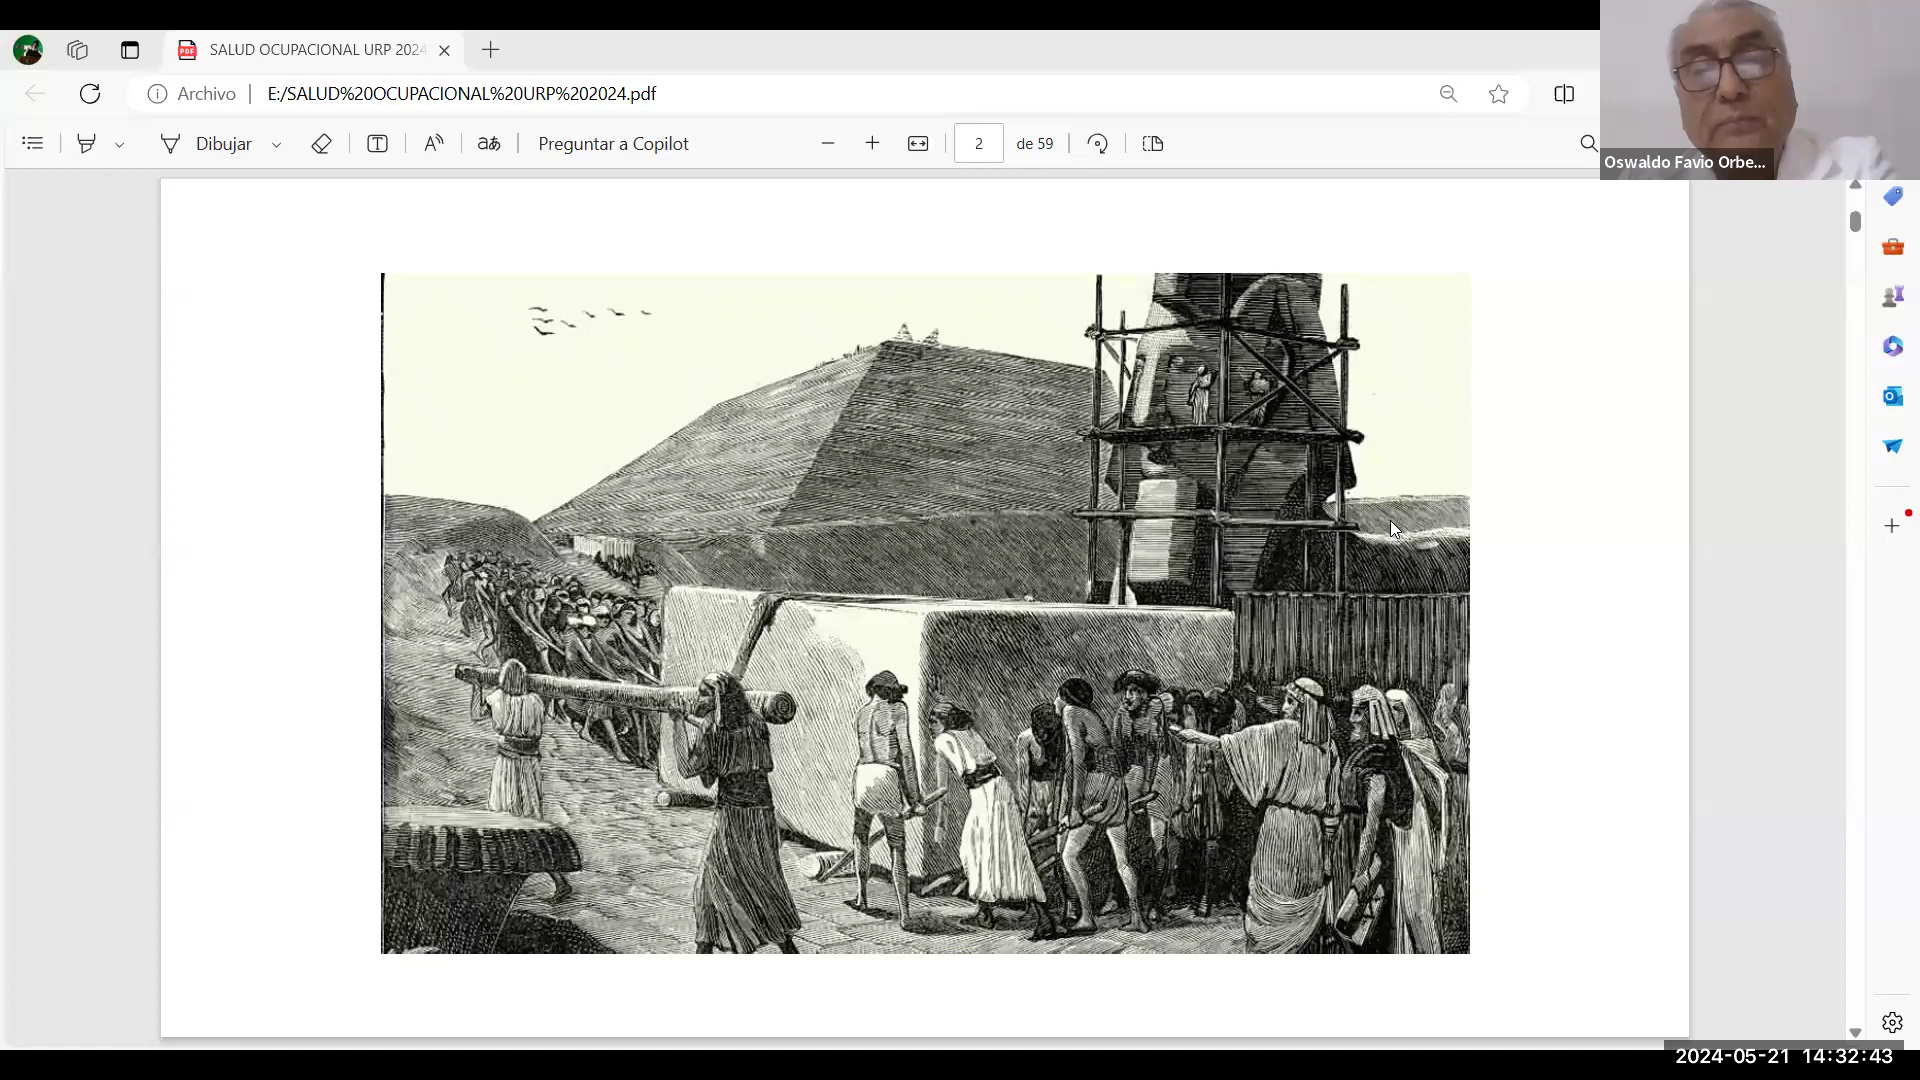 SALUD OCUPACIONAL URP 2024
Archivo
E:/SALUD%20OCUPACIONAL%20URP%202024.pdf
Dibujar
Preguntar a Copilot
2
de 59
Oswaldo Favio Orbe...
2024-05-21 14:32:43